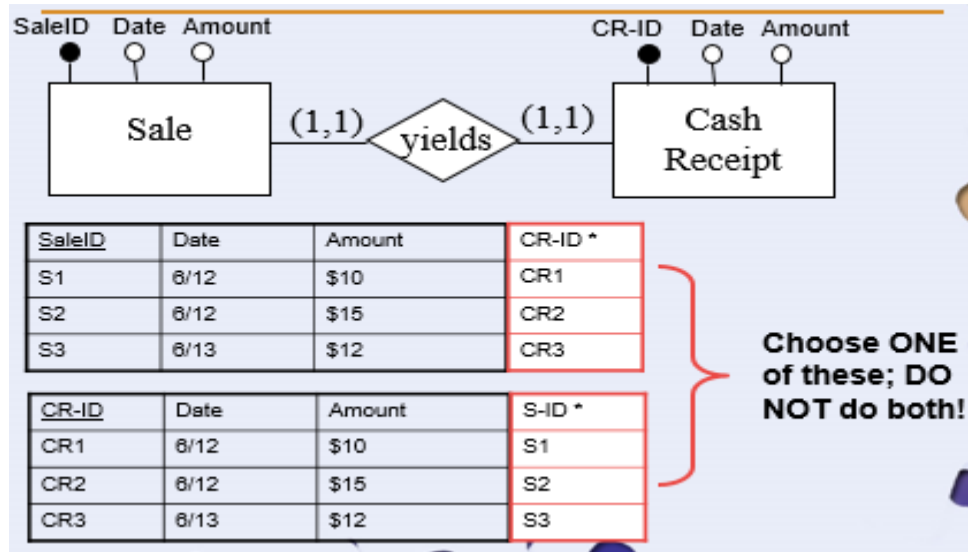 SaleID Date Amount
CR-ID Date Amount
Sale
(1,1)
yields
(1,1)
Cash
Receipt
SaleID Date Amount CR-ID *
S1 6/12 $10 CR1
S2 6/12 $15 CR2
S3 6/13 $12 CR3
Choose ONE
of these; DO
NOT do both!
CR-ID Date Amount S-ID *
CR1 6/12 $10 S1
CR2 6/12 $15 S2
CR3 6/13 $12 S3